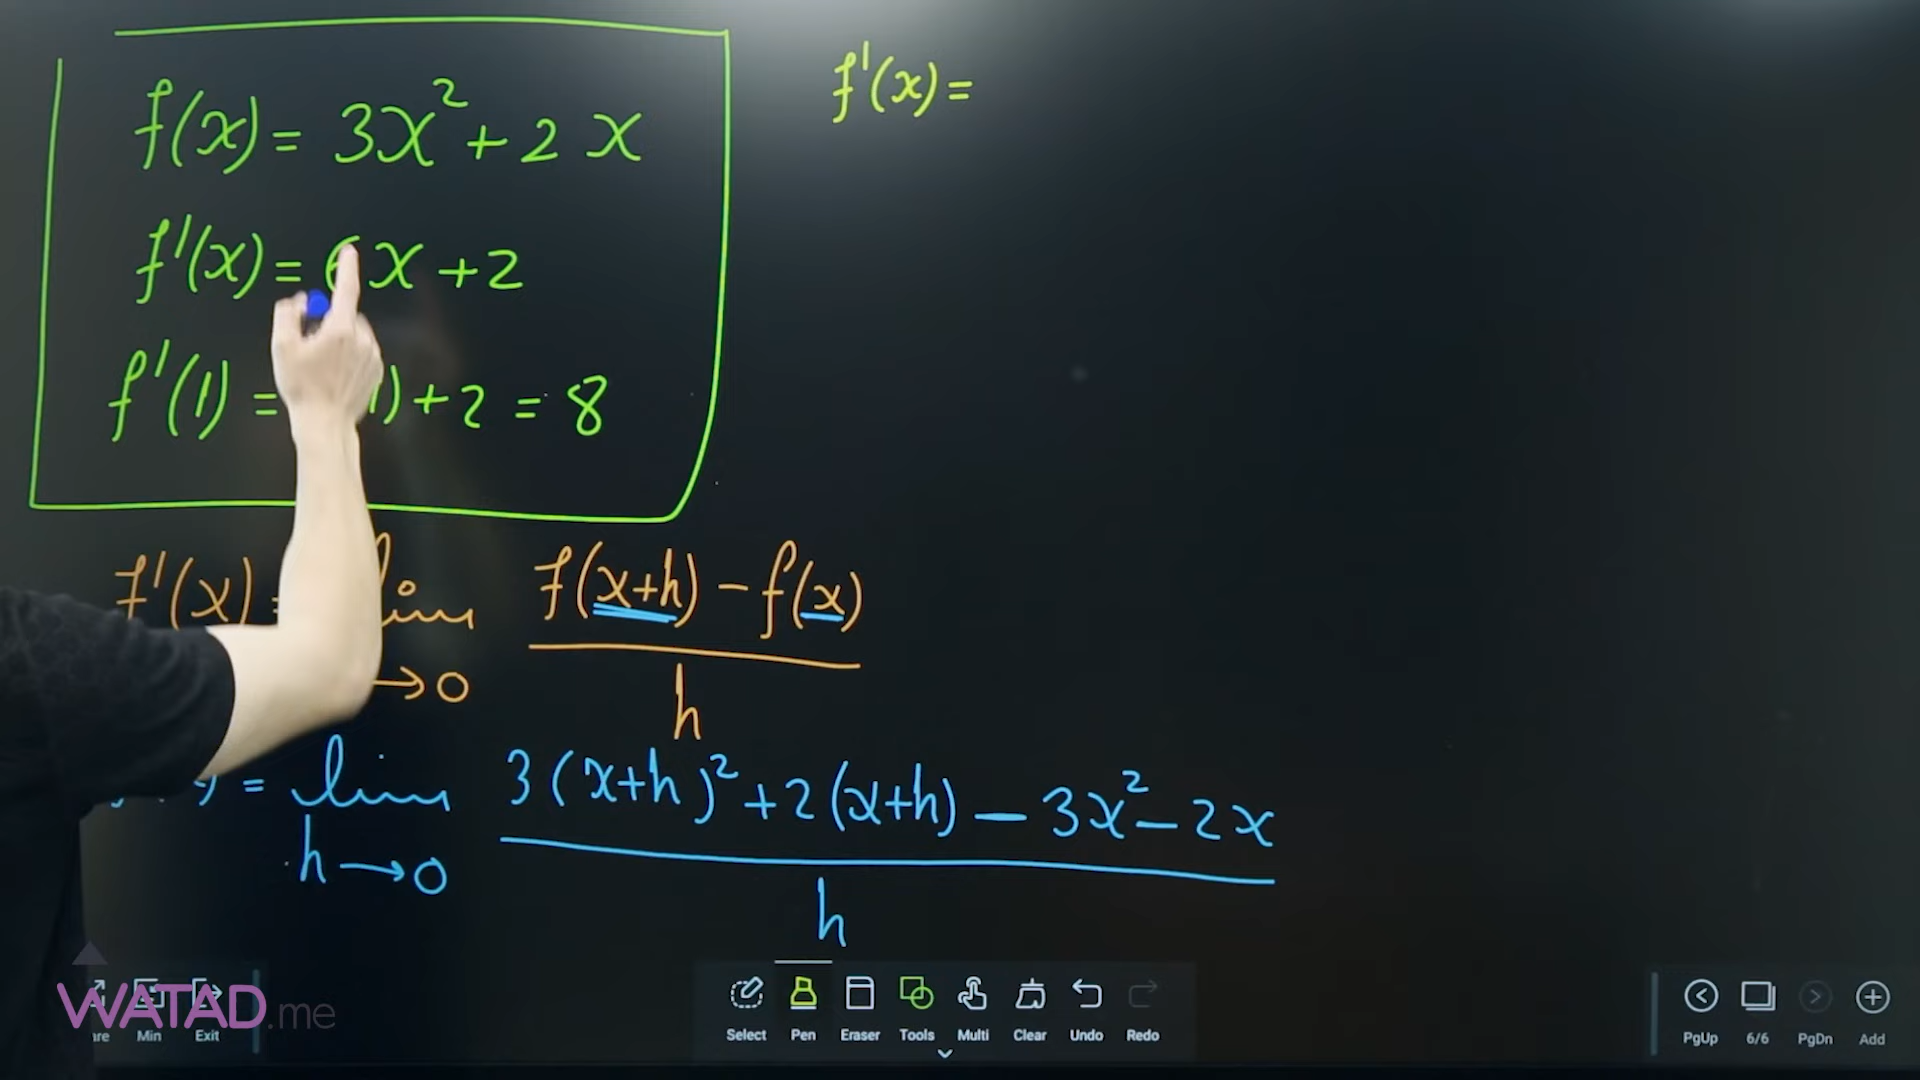 f(x) = 3x² + 2x
f'(x) = 6x + 2
f'(1) = 1) + 2 = 8
f'(x) =
f'(x) = lim →0 (f(x+h) - f(x)) / h
= lim h→0 (3(x+h)² + 2(x+h) - 3x² - 2x) / h
WATAD.me
Min
Exit
Select
Pen
Eraser
Tools
Multi
Clear
Undo
Redo
PgUp
6/6
PgDn
Add